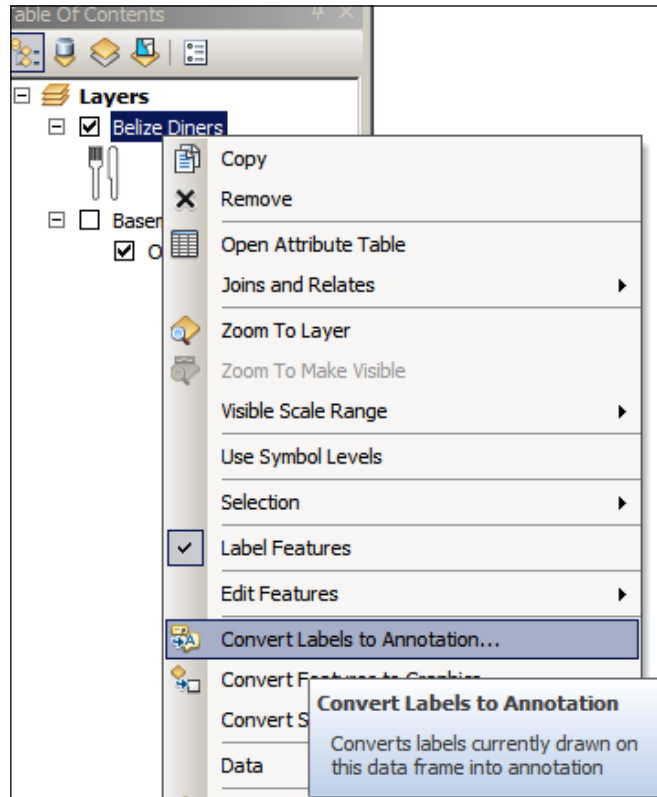 Table Of Contents
Layers
Belize Diners
Copy
Remove
Open Attribute Table
Joins and Relates
Zoom To Layer
Zoom To Make Visible
Visible Scale Range
Use Symbol Levels
Selection
Label Features
Edit Features
Convert Labels to Annotation...
Convert Features to Graphics...
Convert Labels to Annotation
Convert S
Converts labels currently drawn on
this data frame into annotation
Data